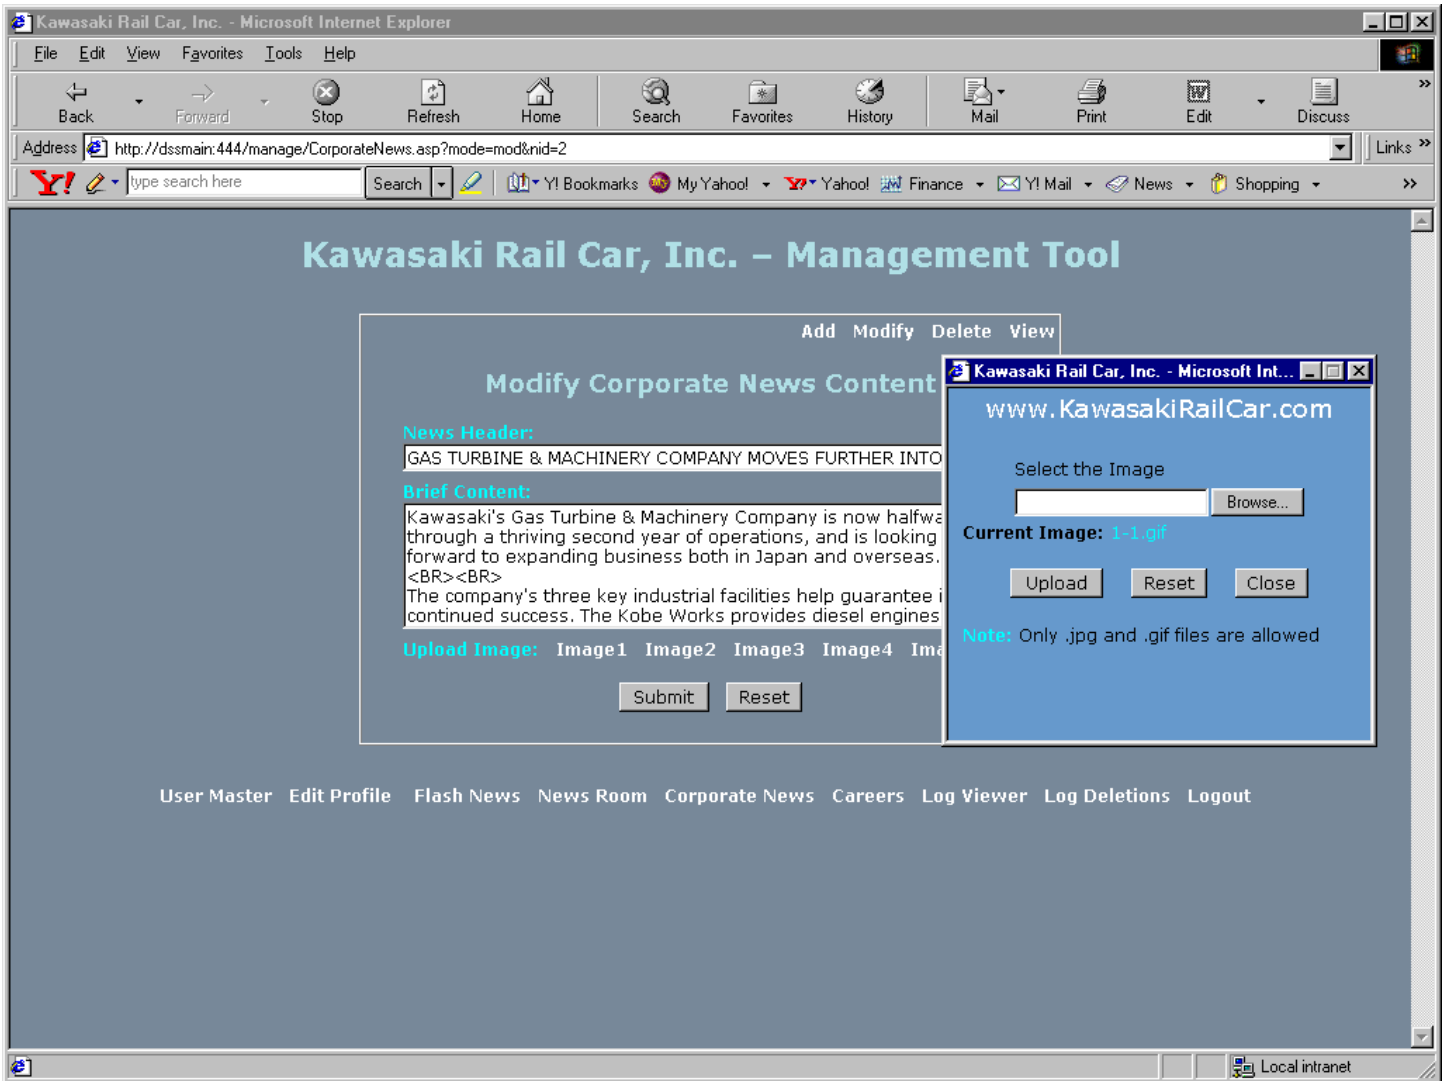 Kawasaki Rail Car, Inc. - Microsoft Internet Explorer
File Edit View Favorites Tools Help
Back Forward Stop Refresh Home Search Favorites History Mail Print Edit Discuss »
Address http://dssmain:444/manage/CorporateNews.asp?mode=mod&nid=2 Links »
Y! type search here Search Y! Bookmarks My Yahoo! Yahoo! Finance Y! Mail News Shopping »
Kawasaki Rail Car, Inc. – Management Tool
Add Modify Delete View
Modify Corporate News Content
News Header:
GAS TURBINE & MACHINERY COMPANY MOVES FURTHER INTO
Brief Content:
Kawasaki's Gas Turbine & Machinery Company is now halfwa
through a thriving second year of operations, and is looking
forward to expanding business both in Japan and overseas.
<BR><BR>
The company's three key industrial facilities help guarantee i
continued success. The Kobe Works provides diesel engines
Upload Image: Image1 Image2 Image3 Image4 Ima
Submit Reset
Kawasaki Rail Car, Inc. - Microsoft Int...
www.KawasakiRailCar.com
Select the Image
Browse...
Current Image: 1-1.gif
Upload Reset Close
Note: Only .jpg and .gif files are allowed
User Master Edit Profile Flash News News Room Corporate News Careers Log Viewer Log Deletions Logout
Local intranet